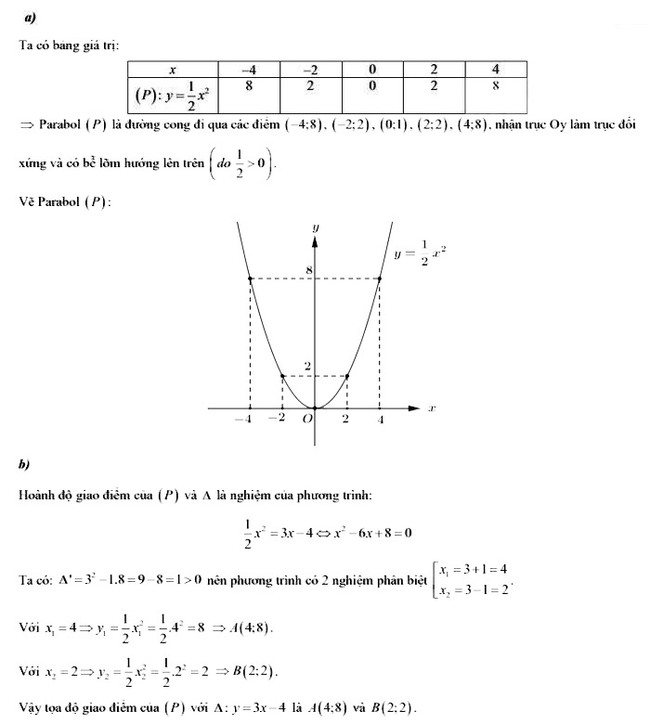 a)
Ta có bảng giá trị:
x -4 -2 0 2 4
(P): y = 1/2 x² 8 2 0 2 8
⇒ Parabol (P) là đường cong đi qua các điểm (-4;8), (-2;2), (0;1), (2;2), (4;8), nhận trục Oy làm trục đối
xứng và có bề lõm hướng lên trên (do 1/2 > 0).
Vẽ Parabol (P):
y
y = 1/2 x²
8
2
-4 -2 O 2 4 x
b)
Hoành độ giao điểm của (P) và Δ là nghiệm của phương trình:
1/2 x² = 3x - 4 ⇔ x² - 6x + 8 = 0
Ta có: Δ' = 3² - 1.8 = 9 - 8 = 1 > 0 nên phương trình có 2 nghiệm phân biệt [x₁ = 3 + 1 = 4
x₂ = 3 - 1 = 2.
Với x₁ = 4 ⇒ y₁ = 1/2 x₁² = 1/2 .4² = 8 ⇒ A(4;8).
Với x₂ = 2 ⇒ y₂ = 1/2 x₂² = 1/2 .2² = 2 ⇒ B(2;2).
Vậy tọa độ giao điểm của (P) với Δ: y = 3x - 4 là A(4;8) và B(2;2).